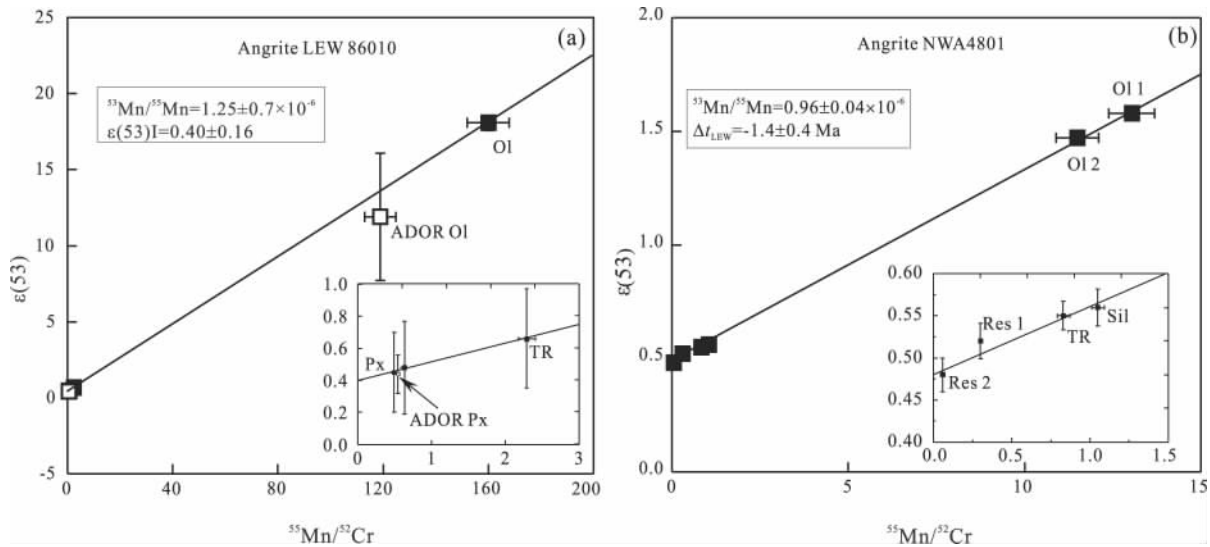 (a)
Angrite LEW 86010
⁵³Mn/⁵⁵Mn=1.25±0.7×10⁻⁶
ε(53)I=0.40±0.16
Ol
ADOR Ol
Px
ADOR Px
TR
1.0
0.8
0.6
0.4
0.2
0.0
0
1
2
3
25
20
15
10
5
0
-5
ε(53)
0
40
80
120
160
200
⁵⁵Mn/⁵²Cr
(b)
Angrite NWA4801
⁵³Mn/⁵⁵Mn=0.96±0.04×10⁻⁶
Δt_LEW=-1.4±0.4 Ma
Ol 1
Ol 2
Res 1
Res 2
TR
Sil
0.60
0.55
0.50
0.45
0.40
0.0
0.5
1.0
1.5
2.0
1.5
1.0
0.5
0.0
ε(53)
0
5
10
15
⁵⁵Mn/⁵²Cr